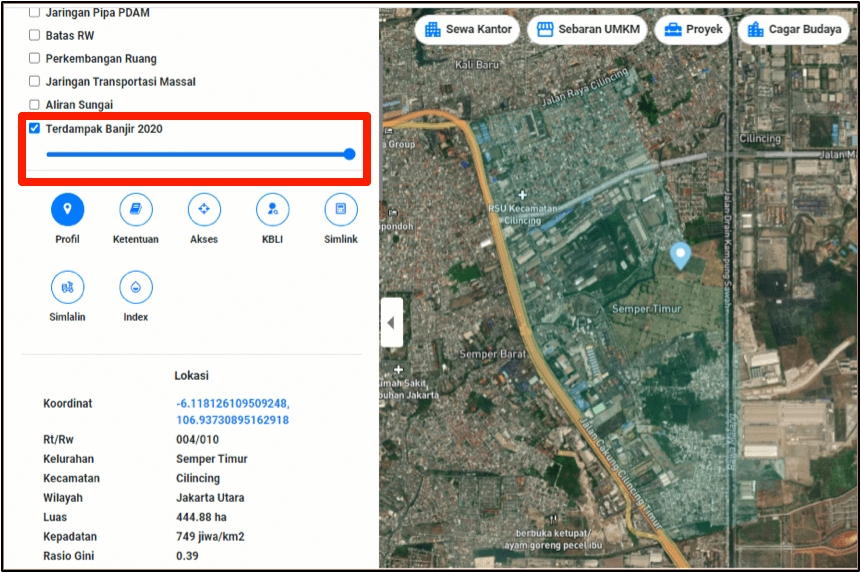 Jaringan Pipa PDAM
Batas RW
Perkembangan Ruang
Jaringan Transportasi Massal
Aliran Sungai
Terdampak Banjir 2020
Profil
Ketentuan
Akses
KBLI
Simlink
Simlalin
Index
Lokasi
Koordinat -6.118126109509248,
106.93730895162918
Rt/Rw 004/010
Kelurahan Semper Timur
Kecamatan Cilincing
Wilayah Jakarta Utara
Luas 444.88 ha
Kepadatan 749 jiwa/km2
Rasio Gini 0.39
Sewa Kantor
Sebaran UMKM
Proyek
Cagar Budaya
Kali Baru
Jalan Raya Cilincing
a Group
Cilincing
Jalan M
RSU Kecamatan
Cilincing
pondoh
Jalan Drain Kampung Sawah
Semper Timur
Semper Barat
umah Sakit,
buhan Jakarta
Jalan Cakung Cilincing Timur
berbuka ketupat/
ayam goreng pecel ibu